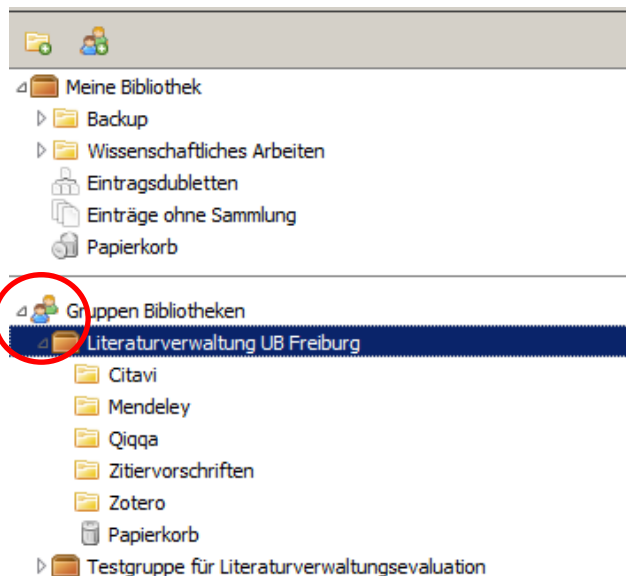 Meine Bibliothek
Backup
Wissenschaftliches Arbeiten
Eintragsdubletten
Einträge ohne Sammlung
Papierkorb
Gruppen Bibliotheken
Literaturverwaltung UB Freiburg
Citavi
Mendeley
Qiqqa
Zitiervorschriften
Zotero
Papierkorb
Testgruppe für Literaturverwaltungsevaluation